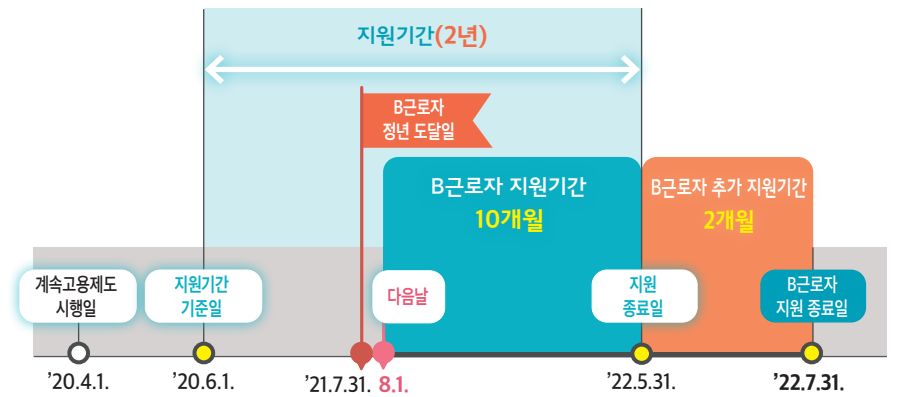 지원기간(2년)
B근로자
정년 도달일
B근로자 지원기간
10개월
B근로자 추가 지원기간
2개월
계속고용제도
시행일
지원기간
기준일
다음날
지원
종료일
B근로자
지원 종료일
’20.4.1.
’20.6.1.
’21.7.31.
8.1.
’22.5.31.
’22.7.31.